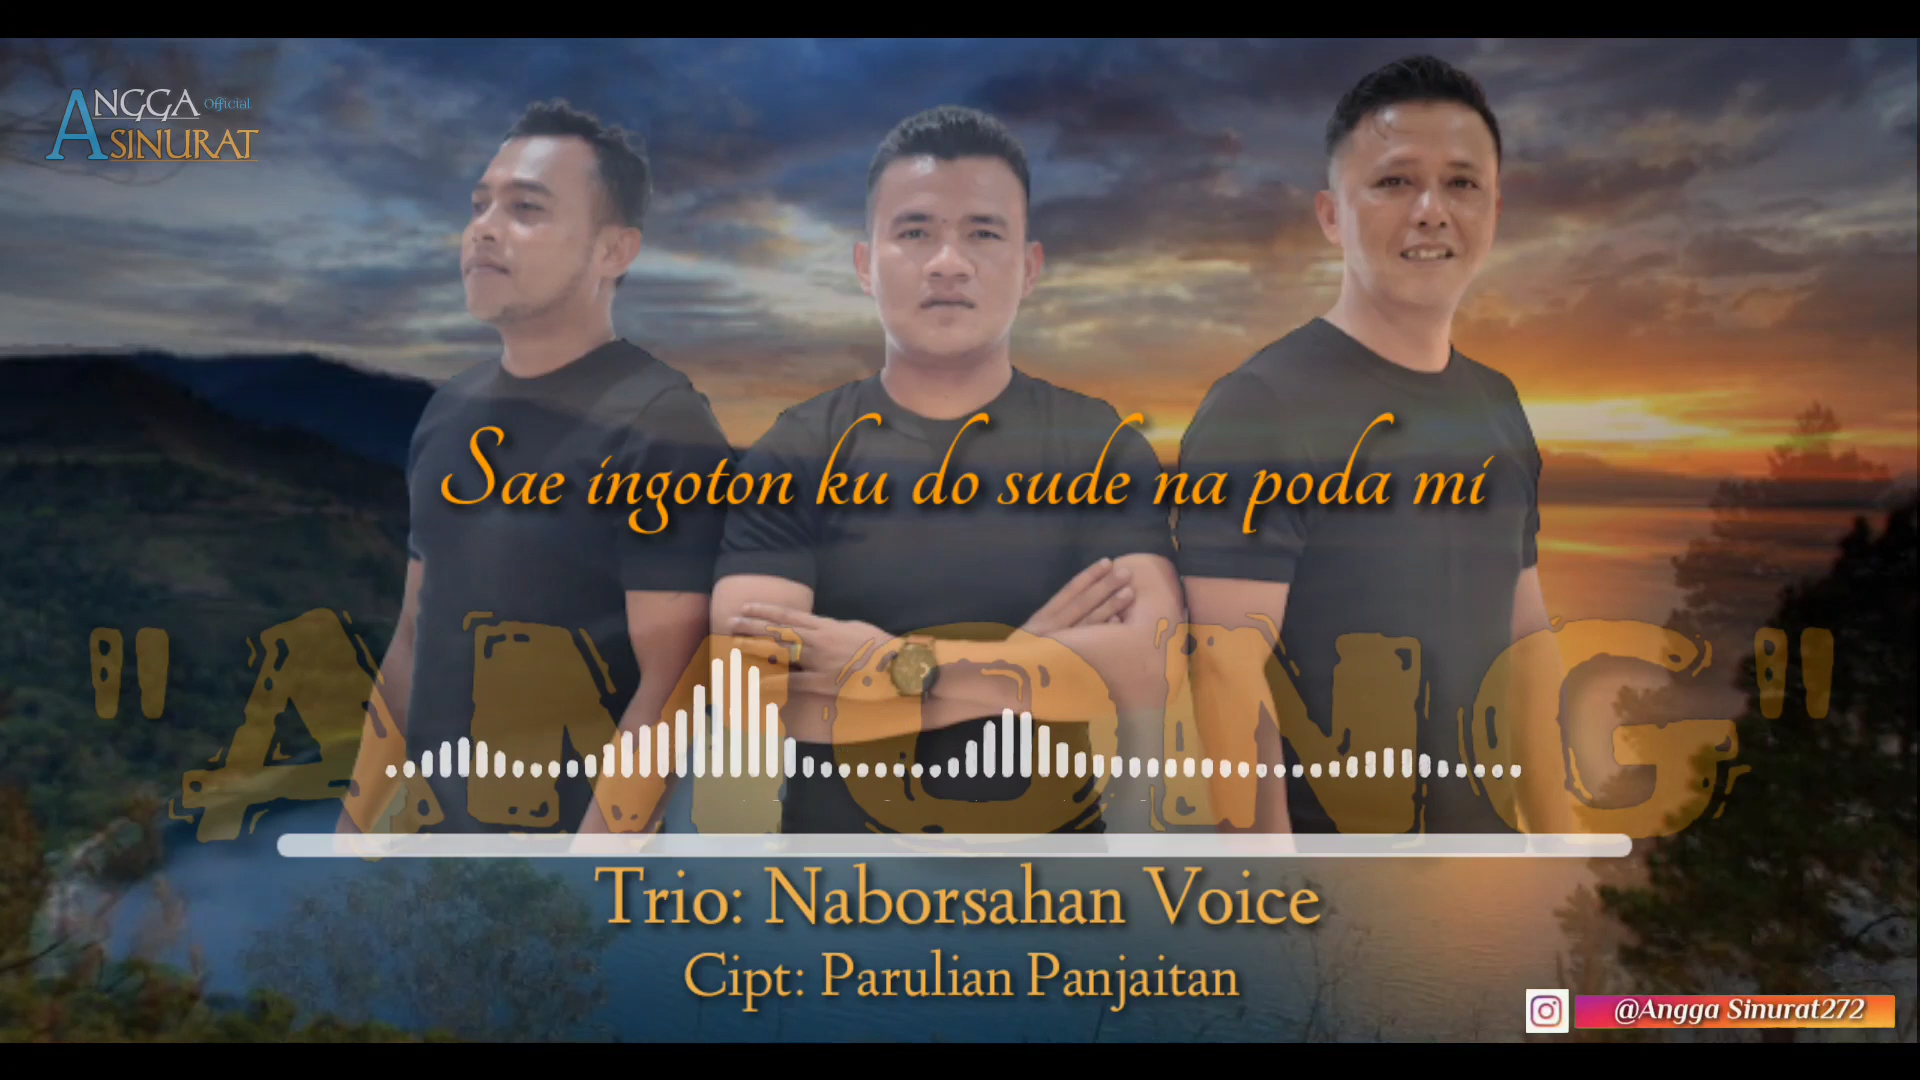 ANGGA Official
SINURAT
Sae ingoton ku do sude na poda mi
"AMONG"
Trio: Naborsahan Voice
Cipt: Parulian Panjaitan
@Angga Sinurat272